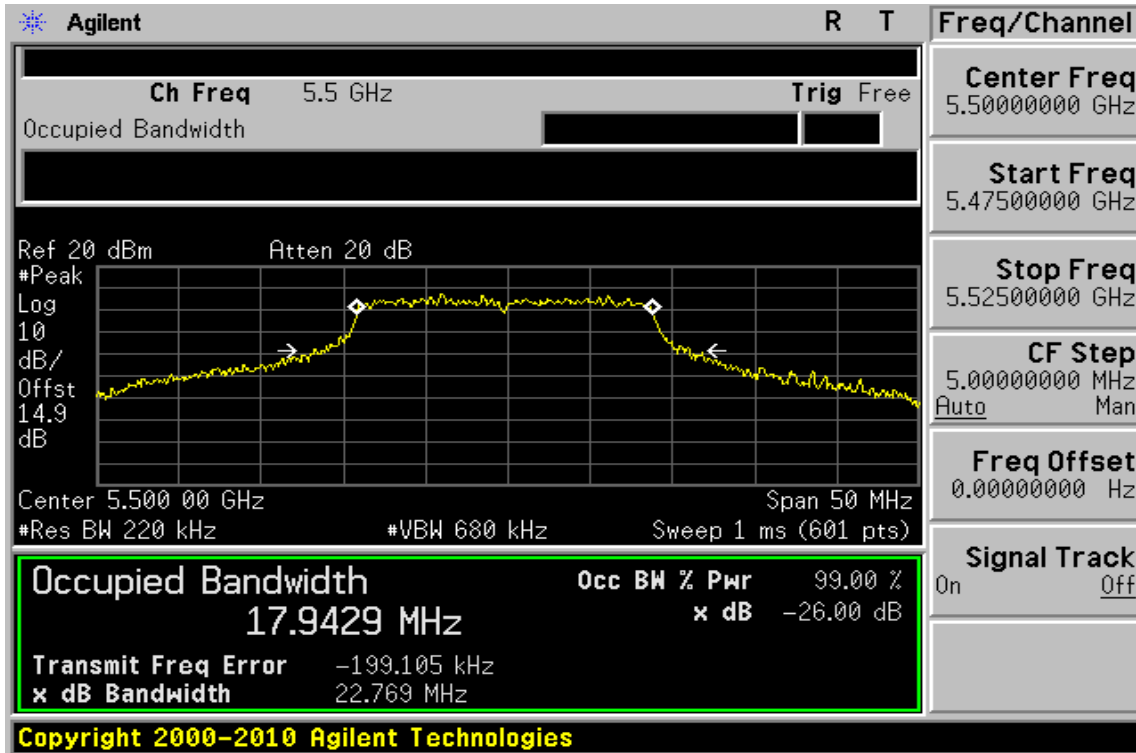 Agilent R T
Freq/Channel
Ch Freq 5.5 GHz Trig Free
Occupied Bandwidth
Center Freq
5.50000000 GHz
Start Freq
5.47500000 GHz
Stop Freq
5.52500000 GHz
CF Step
5.00000000 MHz
Auto Man
Freq Offset
0.00000000 Hz
Signal Track
On Off
Ref 20 dBm Atten 20 dB
#Peak
Log
10
dB/
Offst
14.9
dB
Center 5.500 00 GHz Span 50 MHz
#Res BW 220 kHz #VBW 680 kHz Sweep 1 ms (601 pts)
Occupied Bandwidth Occ BW % Pwr 99.00 %
17.9429 MHz x dB -26.00 dB
Transmit Freq Error -199.105 kHz
x dB Bandwidth 22.769 MHz
Copyright 2000-2010 Agilent Technologies